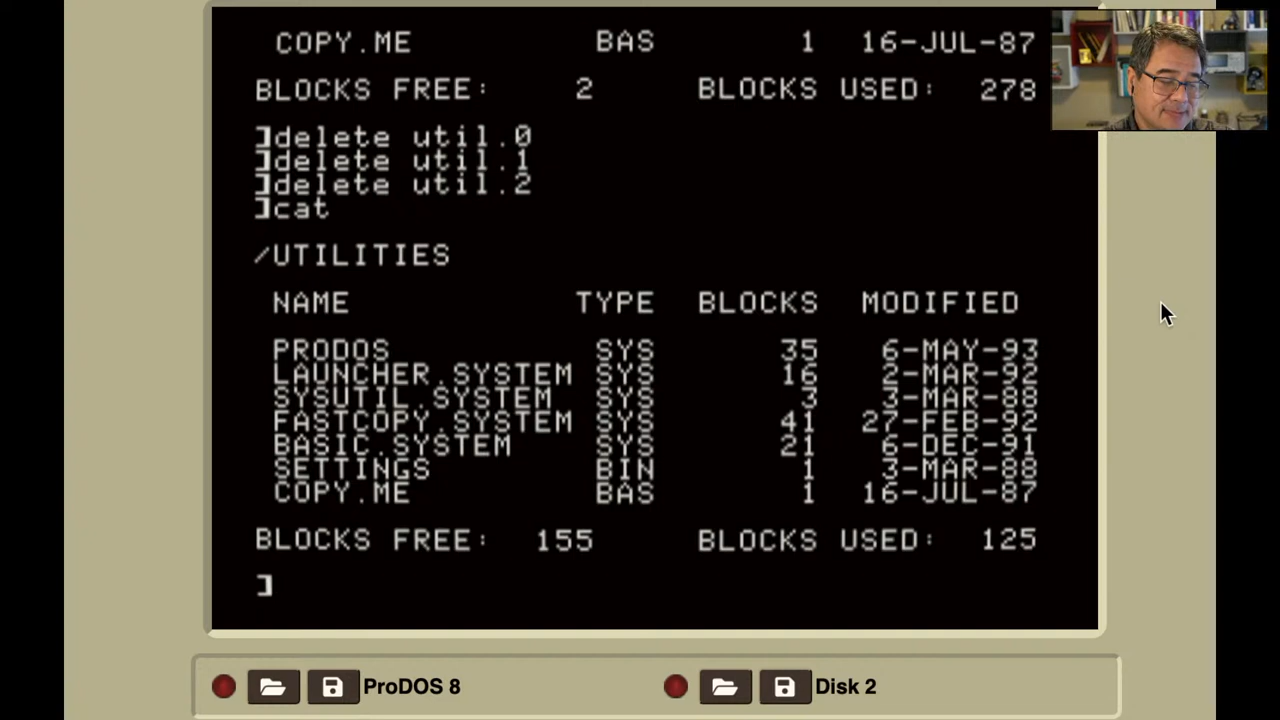 COPY.ME BAS 1 16-JUL-87
BLOCKS FREE: 2 BLOCKS USED: 278
]delete util.0
]delete util.1
]delete util.2
]cat
/UTILITIES
NAME TYPE BLOCKS MODIFIED
PRODOS SYS 35 6-MAY-93
LAUNCHER.SYSTEM SYS 16 2-MAR-92
SYSUTIL.SYSTEM SYS 3 3-MAR-88
FASTCOPY.SYSTEM SYS 41 27-FEB-92
BASIC.SYSTEM SYS 21 6-DEC-91
SETTINGS BIN 1 3-MAR-88
COPY.ME BAS 1 16-JUL-87
BLOCKS FREE: 155 BLOCKS USED: 125
]
ProDOS 8 Disk 2